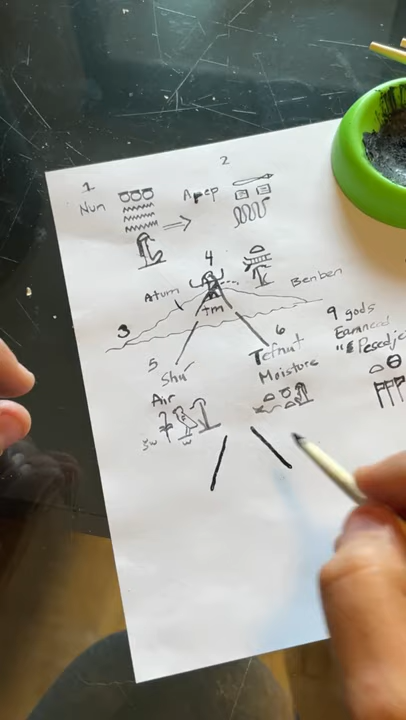 1
2
Nun
Apep
4
Atum
Benben
tm
3
9 gods
5
6
Shu
Tefnut
Ennead
Air
Moisture
šw
w